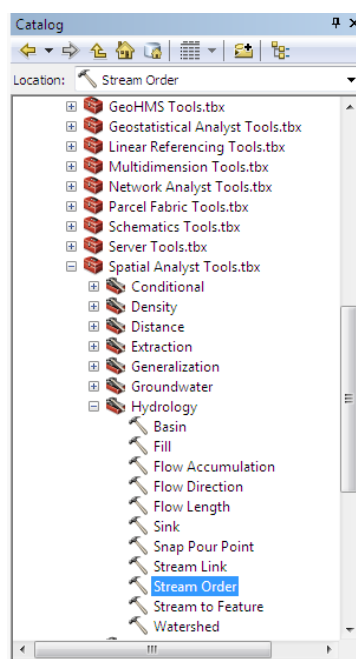 Catalog
Location: Stream Order
GeoHMS Tools.tbx
Geostatistical Analyst Tools.tbx
Linear Referencing Tools.tbx
Multidimension Tools.tbx
Network Analyst Tools.tbx
Parcel Fabric Tools.tbx
Schematics Tools.tbx
Server Tools.tbx
Spatial Analyst Tools.tbx
Conditional
Density
Distance
Extraction
Generalization
Groundwater
Hydrology
Basin
Fill
Flow Accumulation
Flow Direction
Flow Length
Sink
Snap Pour Point
Stream Link
Stream Order
Stream to Feature
Watershed